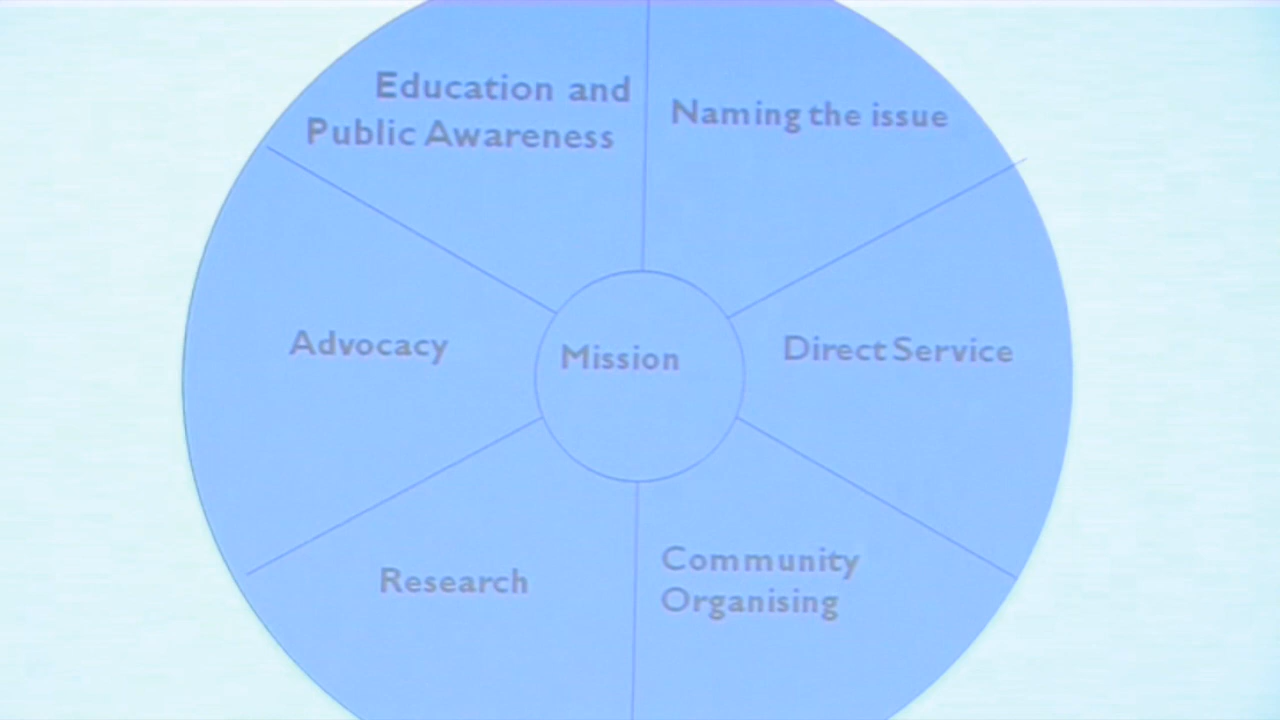 Education and
Public Awareness
Naming the issue
Advocacy
Mission
Direct Service
Research
Community
Organising